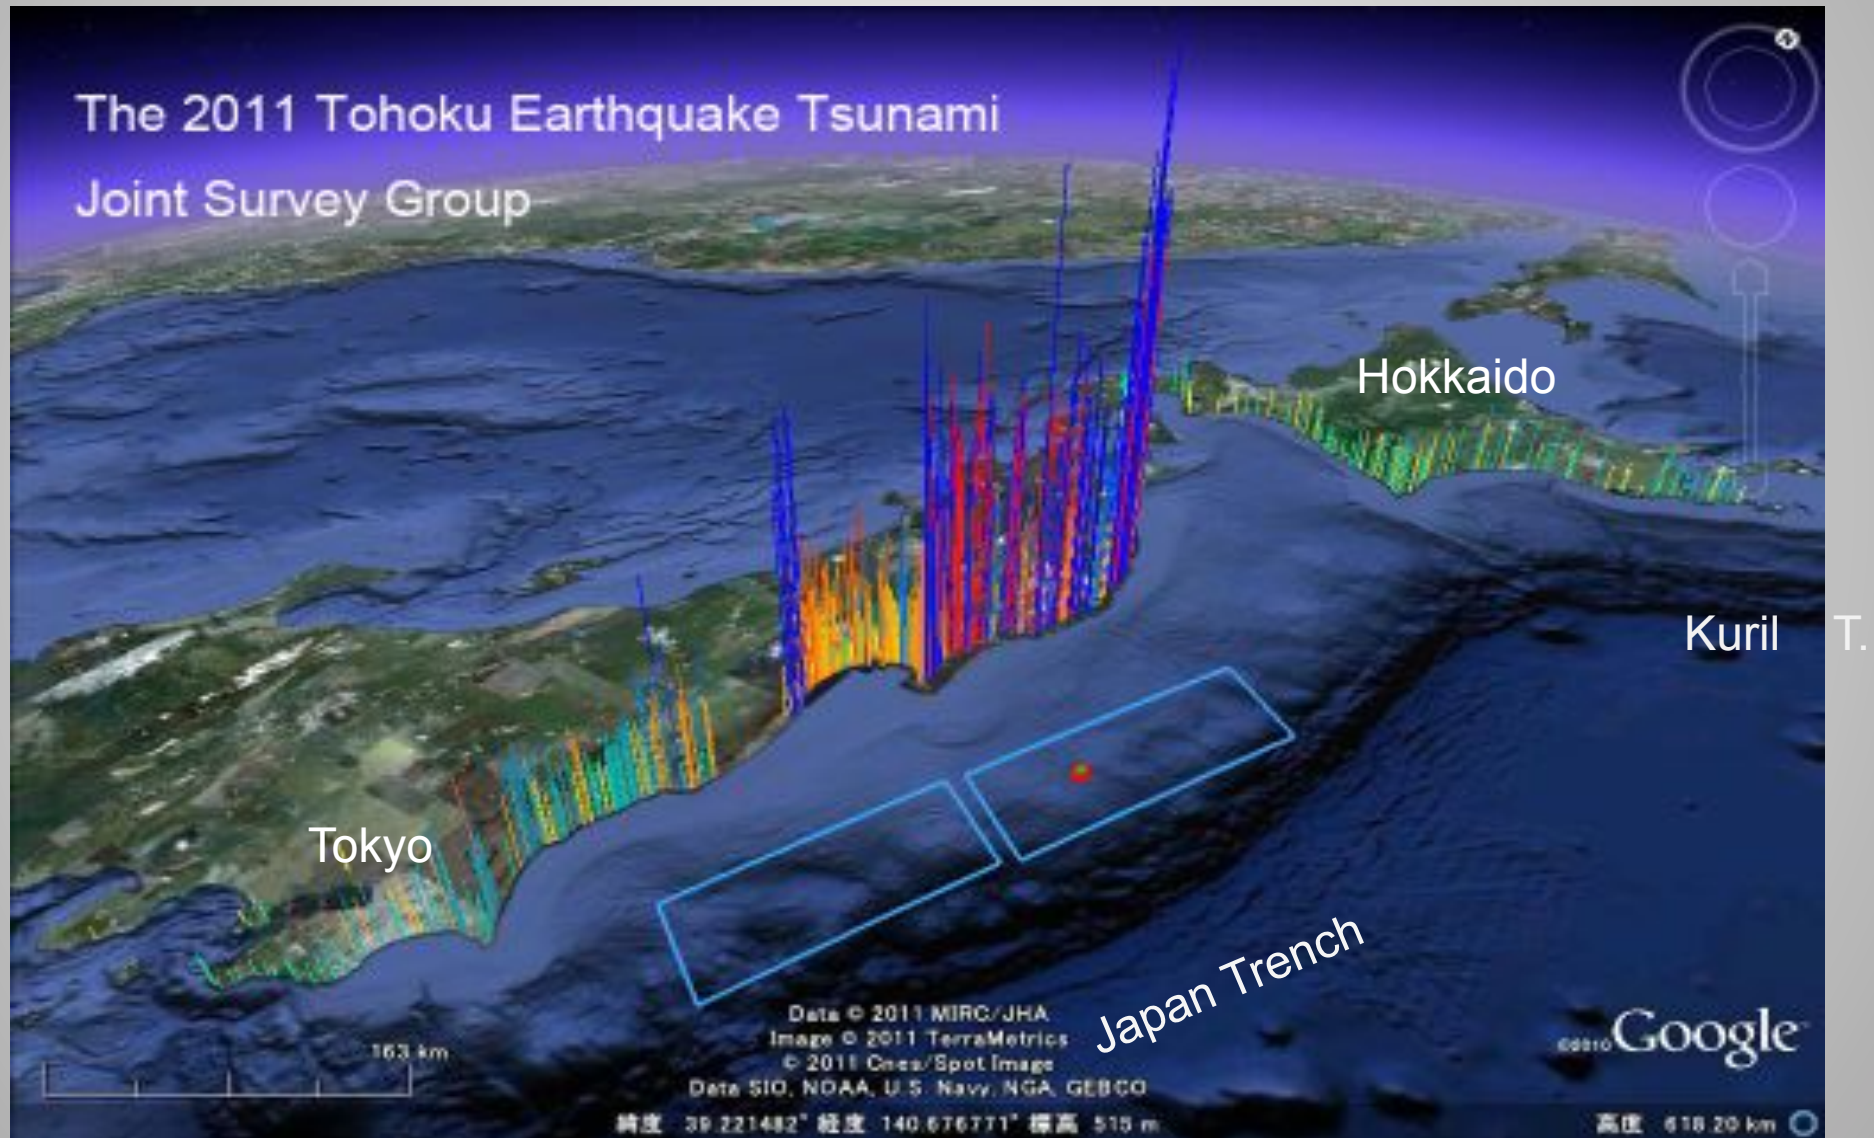 The 2011 Tohoku Earthquake Tsunami
Joint Survey Group
Hokkaido
Kuril T.
Tokyo
Japan Trench
163 km
Data © 2011 MIRC/JHA
Image © 2011 TerraMetrics
© 2011 Cnes/Spot Image
Data SIO, NOAA, U.S. Navy, NGA, GEBCO
©2010 Google
緯度 39.221482° 経度 140.676771° 標高 515 m
高度 618.20 km